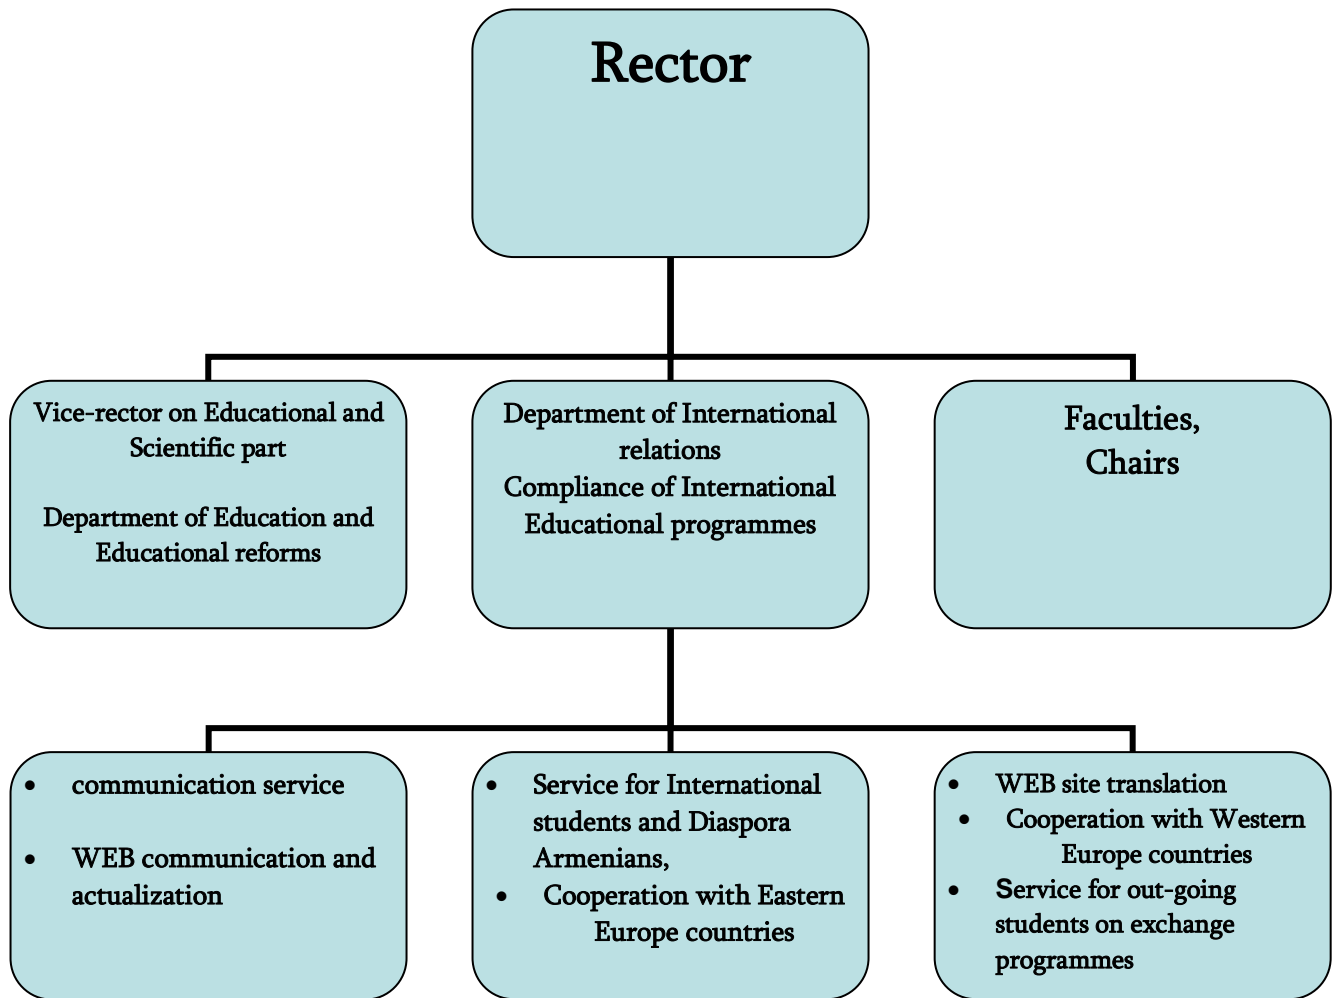 Rector
Vice-rector on Educational and
Scientific part
Department of Education and
Educational reforms
Department of International
relations
Compliance of International
Educational programmes
Faculties,
Chairs
• communication service
• WEB communication and
actualization
• Service for International
students and Diaspora
Armenians,
• Cooperation with Eastern
Europe countries
• WEB site translation
• Cooperation with Western
Europe countries
• Service for out-going
students on exchange
programmes